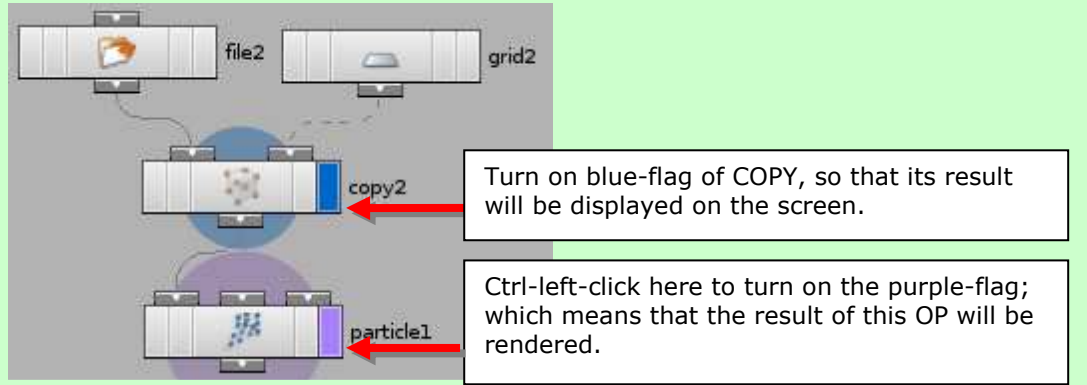 file2
grid2
copy2
Turn on blue-flag of COPY, so that its result
will be displayed on the screen.
particle1
Ctrl-left-click here to turn on the purple-flag;
which means that the result of this OP will be
rendered.